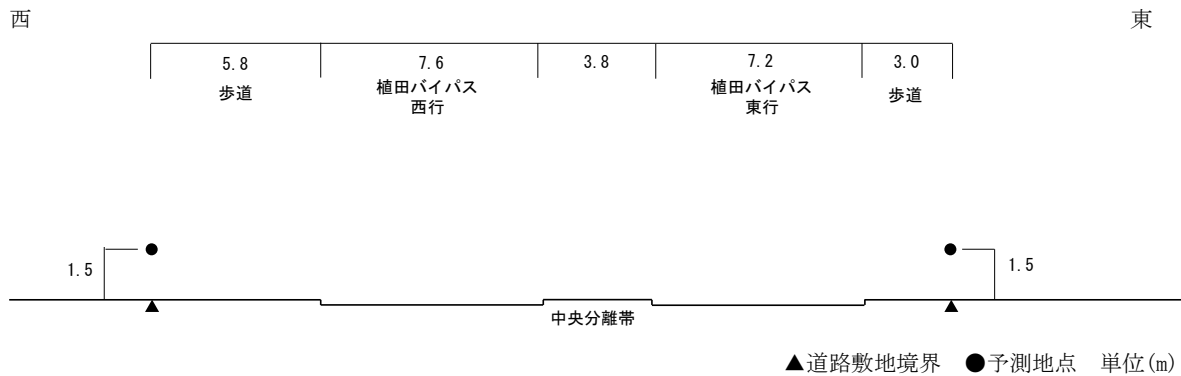 西 東
5.8 7.6 3.8 7.2 3.0
歩道 植田バイパス 植田バイパス 歩道
西行 東行
1.5 1.5
中央分離帯
▲道路敷地境界 ●予測地点 単位(m)